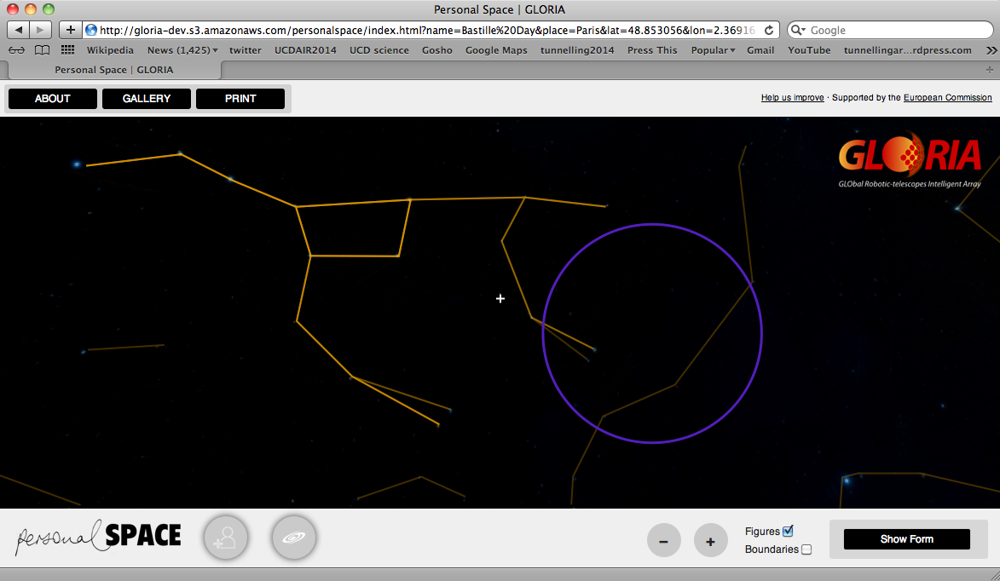 Personal Space | GLORIA
http://gloria-dev.s3.amazonaws.com/personalspace/index.html?name=Bastille%20Day&place=Paris&lat=48.853056&lon=2.36916
Google
Wikipedia News (1,425) twitter UCDAIR2014 UCD science Gosho Google Maps tunnelling2014 Press This Popular Gmail YouTube tunnellingar...rdpress.com
Personal Space | GLORIA
ABOUT GALLERY PRINT Help us improve · Supported by the European Commission
GLORIA
GLObal Robotic-telescopes Intelligent Array
personal SPACE
Figures
Boundaries
Show Form